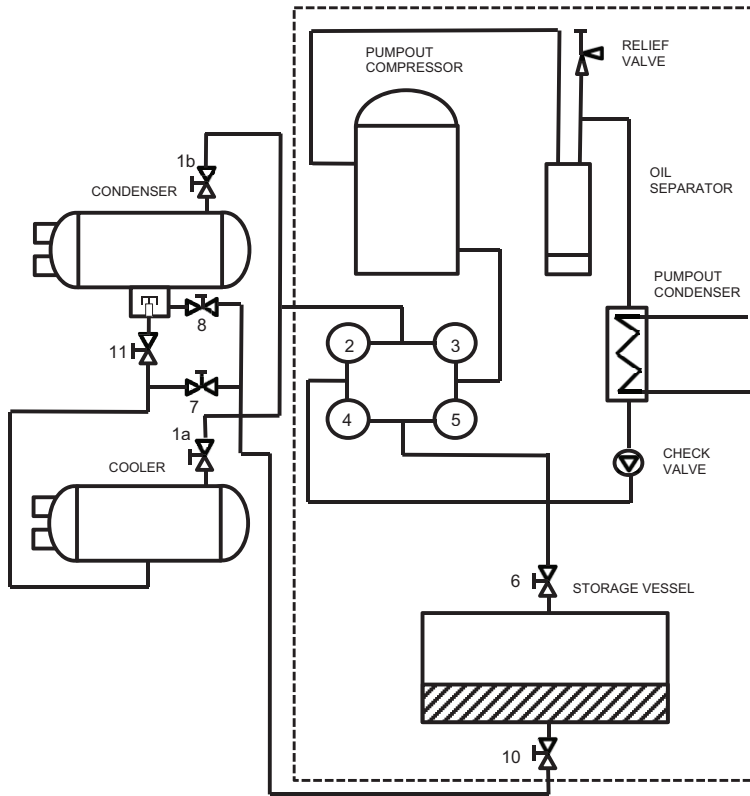 PUMPOUT
COMPRESSOR
RELIEF
VALVE
1b
CONDENSER
OIL
SEPARATOR
PUMPOUT
CONDENSER
8
11
2
3
7
4
5
1a
COOLER
CHECK
VALVE
6
STORAGE VESSEL
10